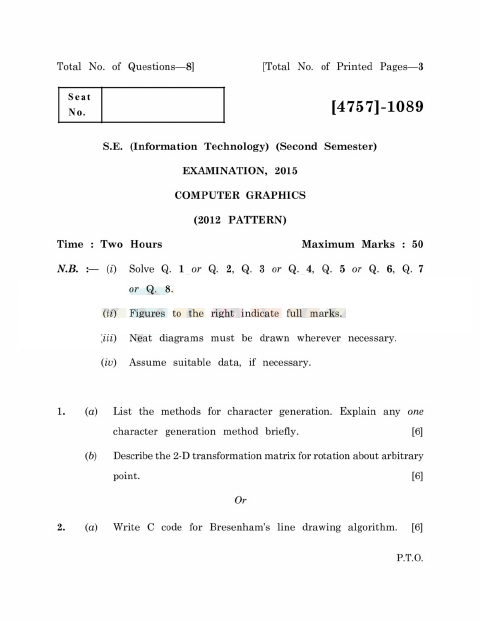 Total No. of Questions—8]
[Total No. of Printed Pages—3
Seat
No.
[4757]-1089
S.E. (Information Technology) (Second Semester)
EXAMINATION, 2015
COMPUTER GRAPHICS
(2012 PATTERN)
Time : Two Hours
Maximum Marks : 50
N.B. :— (i) Solve Q. 1 or Q. 2, Q. 3 or Q. 4, Q. 5 or Q. 6, Q. 7
or Q. 8.
(ii) Figures to the right indicate full marks.
(iii) Neat diagrams must be drawn wherever necessary.
(iv) Assume suitable data, if necessary.
1. (a) List the methods for character generation. Explain any one
character generation method briefly. [6]
(b) Describe the 2-D transformation matrix for rotation about arbitrary
point. [6]
Or
2. (a) Write C code for Bresenham's line drawing algorithm. [6]
P.T.O.